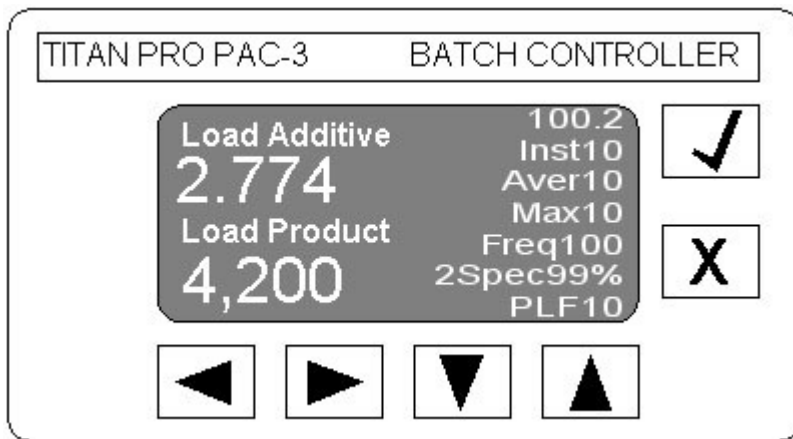 TITAN PRO PAC-3 BATCH CONTROLLER
Load Additive
2.774
Load Product
4,200
100.2
Inst10
Aver10
Max10
Freq100
2Spec99%
PLF10
X